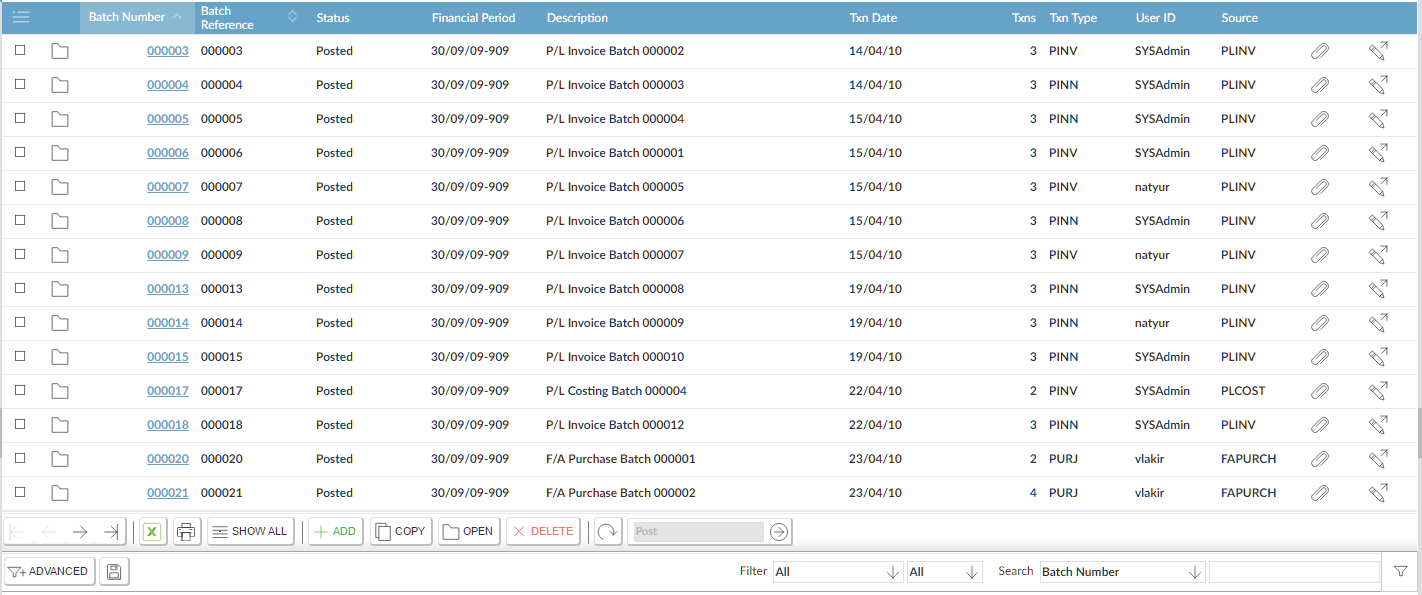 Batch Number Batch Reference Status Financial Period Description Txn Date Txns Txn Type User ID Source
000003 000003 Posted 30/09/09-909 P/L Invoice Batch 000002 14/04/10 3 PINV SYSAdmin PLINV
000004 000004 Posted 30/09/09-909 P/L Invoice Batch 000003 14/04/10 3 PINN SYSAdmin PLINV
000005 000005 Posted 30/09/09-909 P/L Invoice Batch 000004 15/04/10 3 PINN SYSAdmin PLINV
000006 000006 Posted 30/09/09-909 P/L Invoice Batch 000001 15/04/10 3 PINV SYSAdmin PLINV
000007 000007 Posted 30/09/09-909 P/L Invoice Batch 000005 15/04/10 3 PINV natyur PLINV
000008 000008 Posted 30/09/09-909 P/L Invoice Batch 000006 15/04/10 3 PINN SYSAdmin PLINV
000009 000009 Posted 30/09/09-909 P/L Invoice Batch 000007 15/04/10 3 PINV natyur PLINV
000013 000013 Posted 30/09/09-909 P/L Invoice Batch 000008 19/04/10 3 PINN SYSAdmin PLINV
000014 000014 Posted 30/09/09-909 P/L Invoice Batch 000009 19/04/10 3 PINN natyur PLINV
000015 000015 Posted 30/09/09-909 P/L Invoice Batch 000010 19/04/10 3 PINN SYSAdmin PLINV
000017 000017 Posted 30/09/09-909 P/L Costing Batch 000004 22/04/10 2 PINV SYSAdmin PLCOST
000018 000018 Posted 30/09/09-909 P/L Invoice Batch 000012 22/04/10 3 PINN SYSAdmin PLINV
000020 000020 Posted 30/09/09-909 F/A Purchase Batch 000001 23/04/10 2 PURJ vlakir FAPURCH
000021 000021 Posted 30/09/09-909 F/A Purchase Batch 000002 23/04/10 4 PURJ vlakir FAPURCH
X SHOW ALL ADD COPY OPEN DELETE Post
ADVANCED Filter All All Search Batch Number